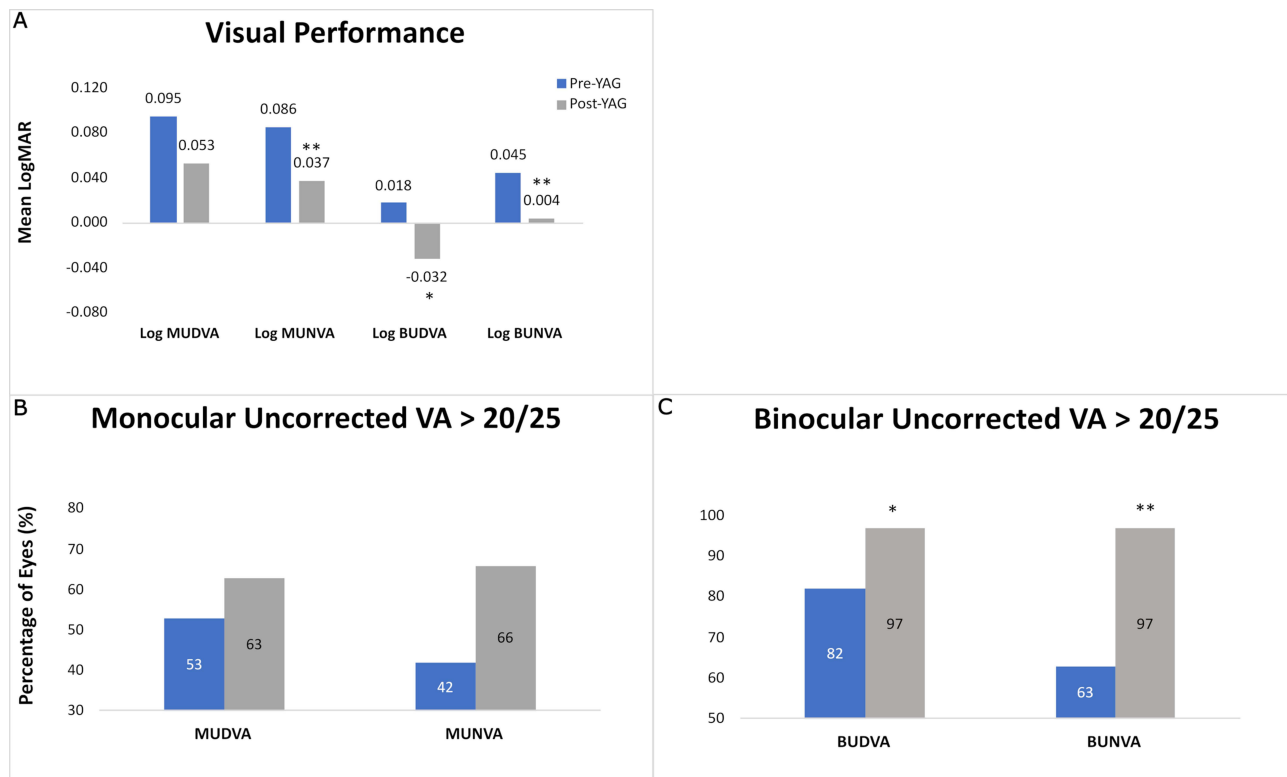 A
Visual Performance
Pre-YAG
Post-YAG
Mean LogMAR
0.120
0.080
0.040
0.000
-0.040
-0.080
0.095
0.053
0.086
**
0.037
0.018
-0.032
*
0.045
**
0.004
Log MUDVA
Log MUNVA
Log BUDVA
Log BUNVA
B
Monocular Uncorrected VA > 20/25
Percentage of Eyes (%)
80
70
60
50
40
30
53
63
42
66
MUDVA
MUNVA
C
Binocular Uncorrected VA > 20/25
100
90
80
70
60
50
*
**
82
97
63
97
BUDVA
BUNVA